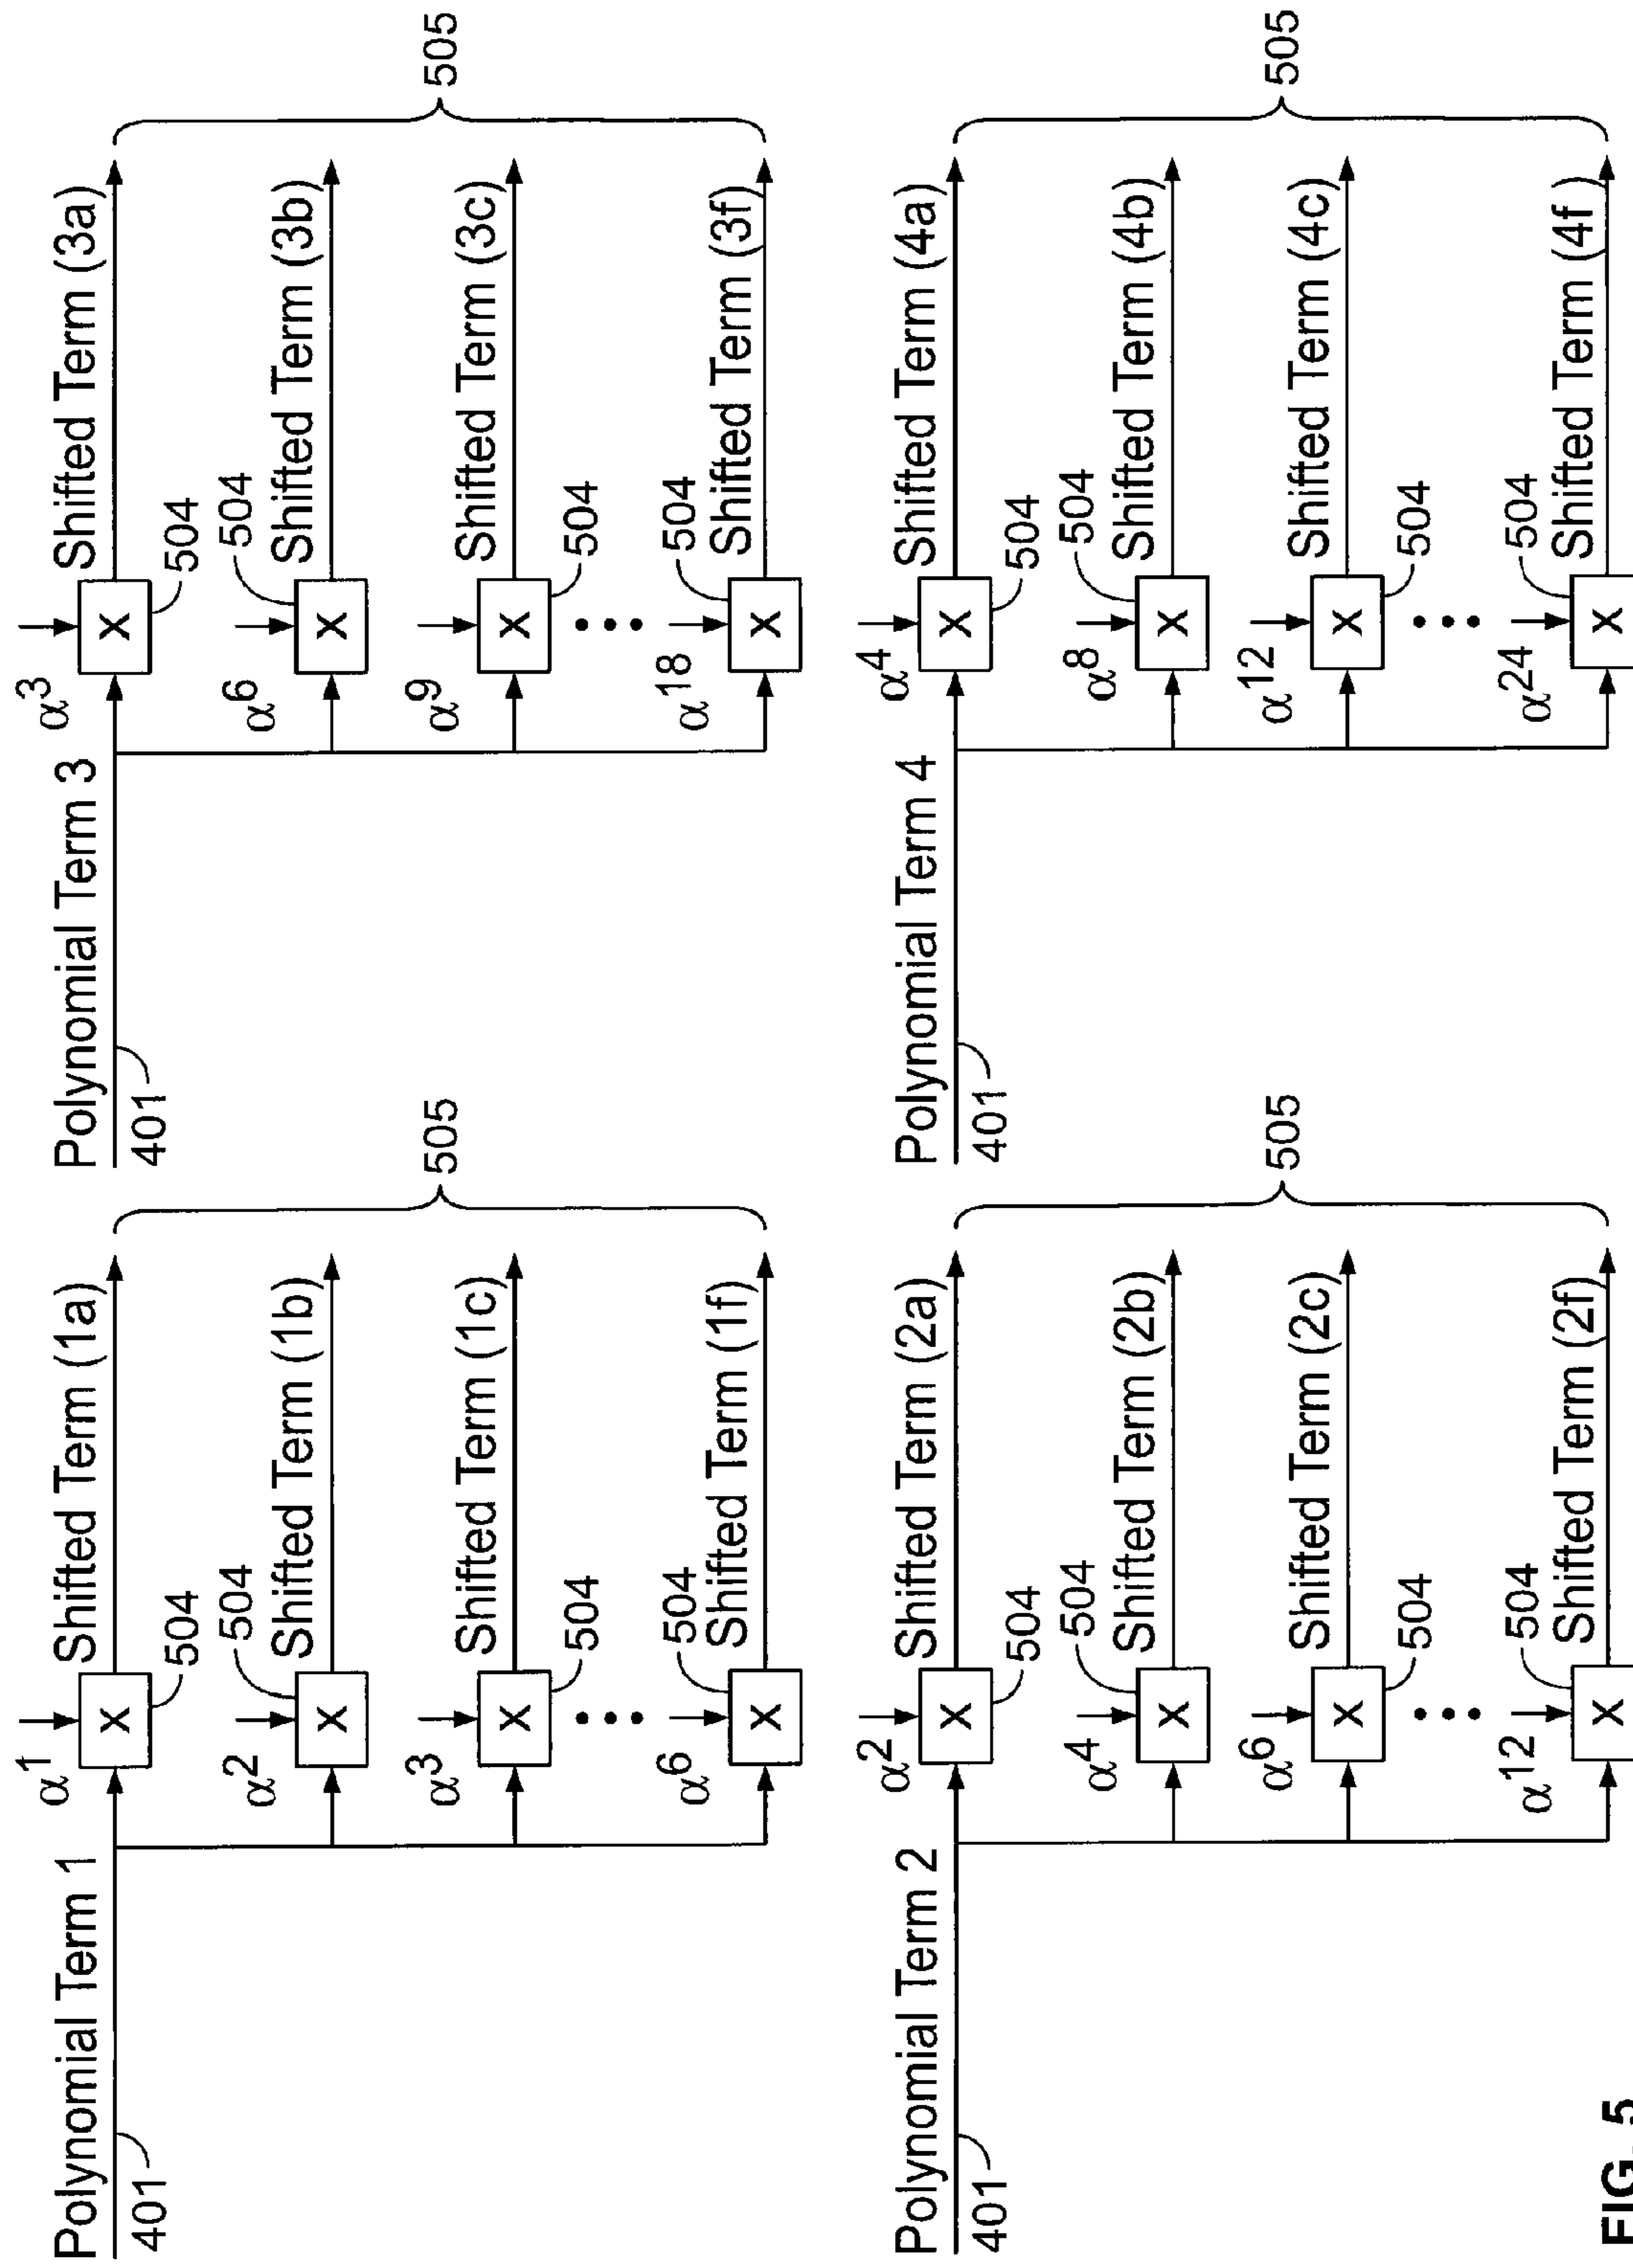 Polynomial Term 1
401
α1
Shifted Term (1a)
X
504
α2
504
Shifted Term (1b)
X
α3
Shifted Term (1c)
X
504
α6
504
Shifted Term (1f)
X
505
Polynomial Term 3
401
α3
Shifted Term (3a)
X
504
α6
504
Shifted Term (3b)
X
α9
Shifted Term (3c)
X
504
α18
504
Shifted Term (3f)
X
505
Polynomial Term 2
401
α2
Shifted Term (2a)
X
504
α4
504
Shifted Term (2b)
X
α6
Shifted Term (2c)
X
504
α12
504
Shifted Term (2f)
X
505
Polynomial Term 4
401
α4
Shifted Term (4a)
X
504
α8
504
Shifted Term (4b)
X
α12
Shifted Term (4c)
X
504
α24
504
Shifted Term (4f)
X
505
FIG. 5